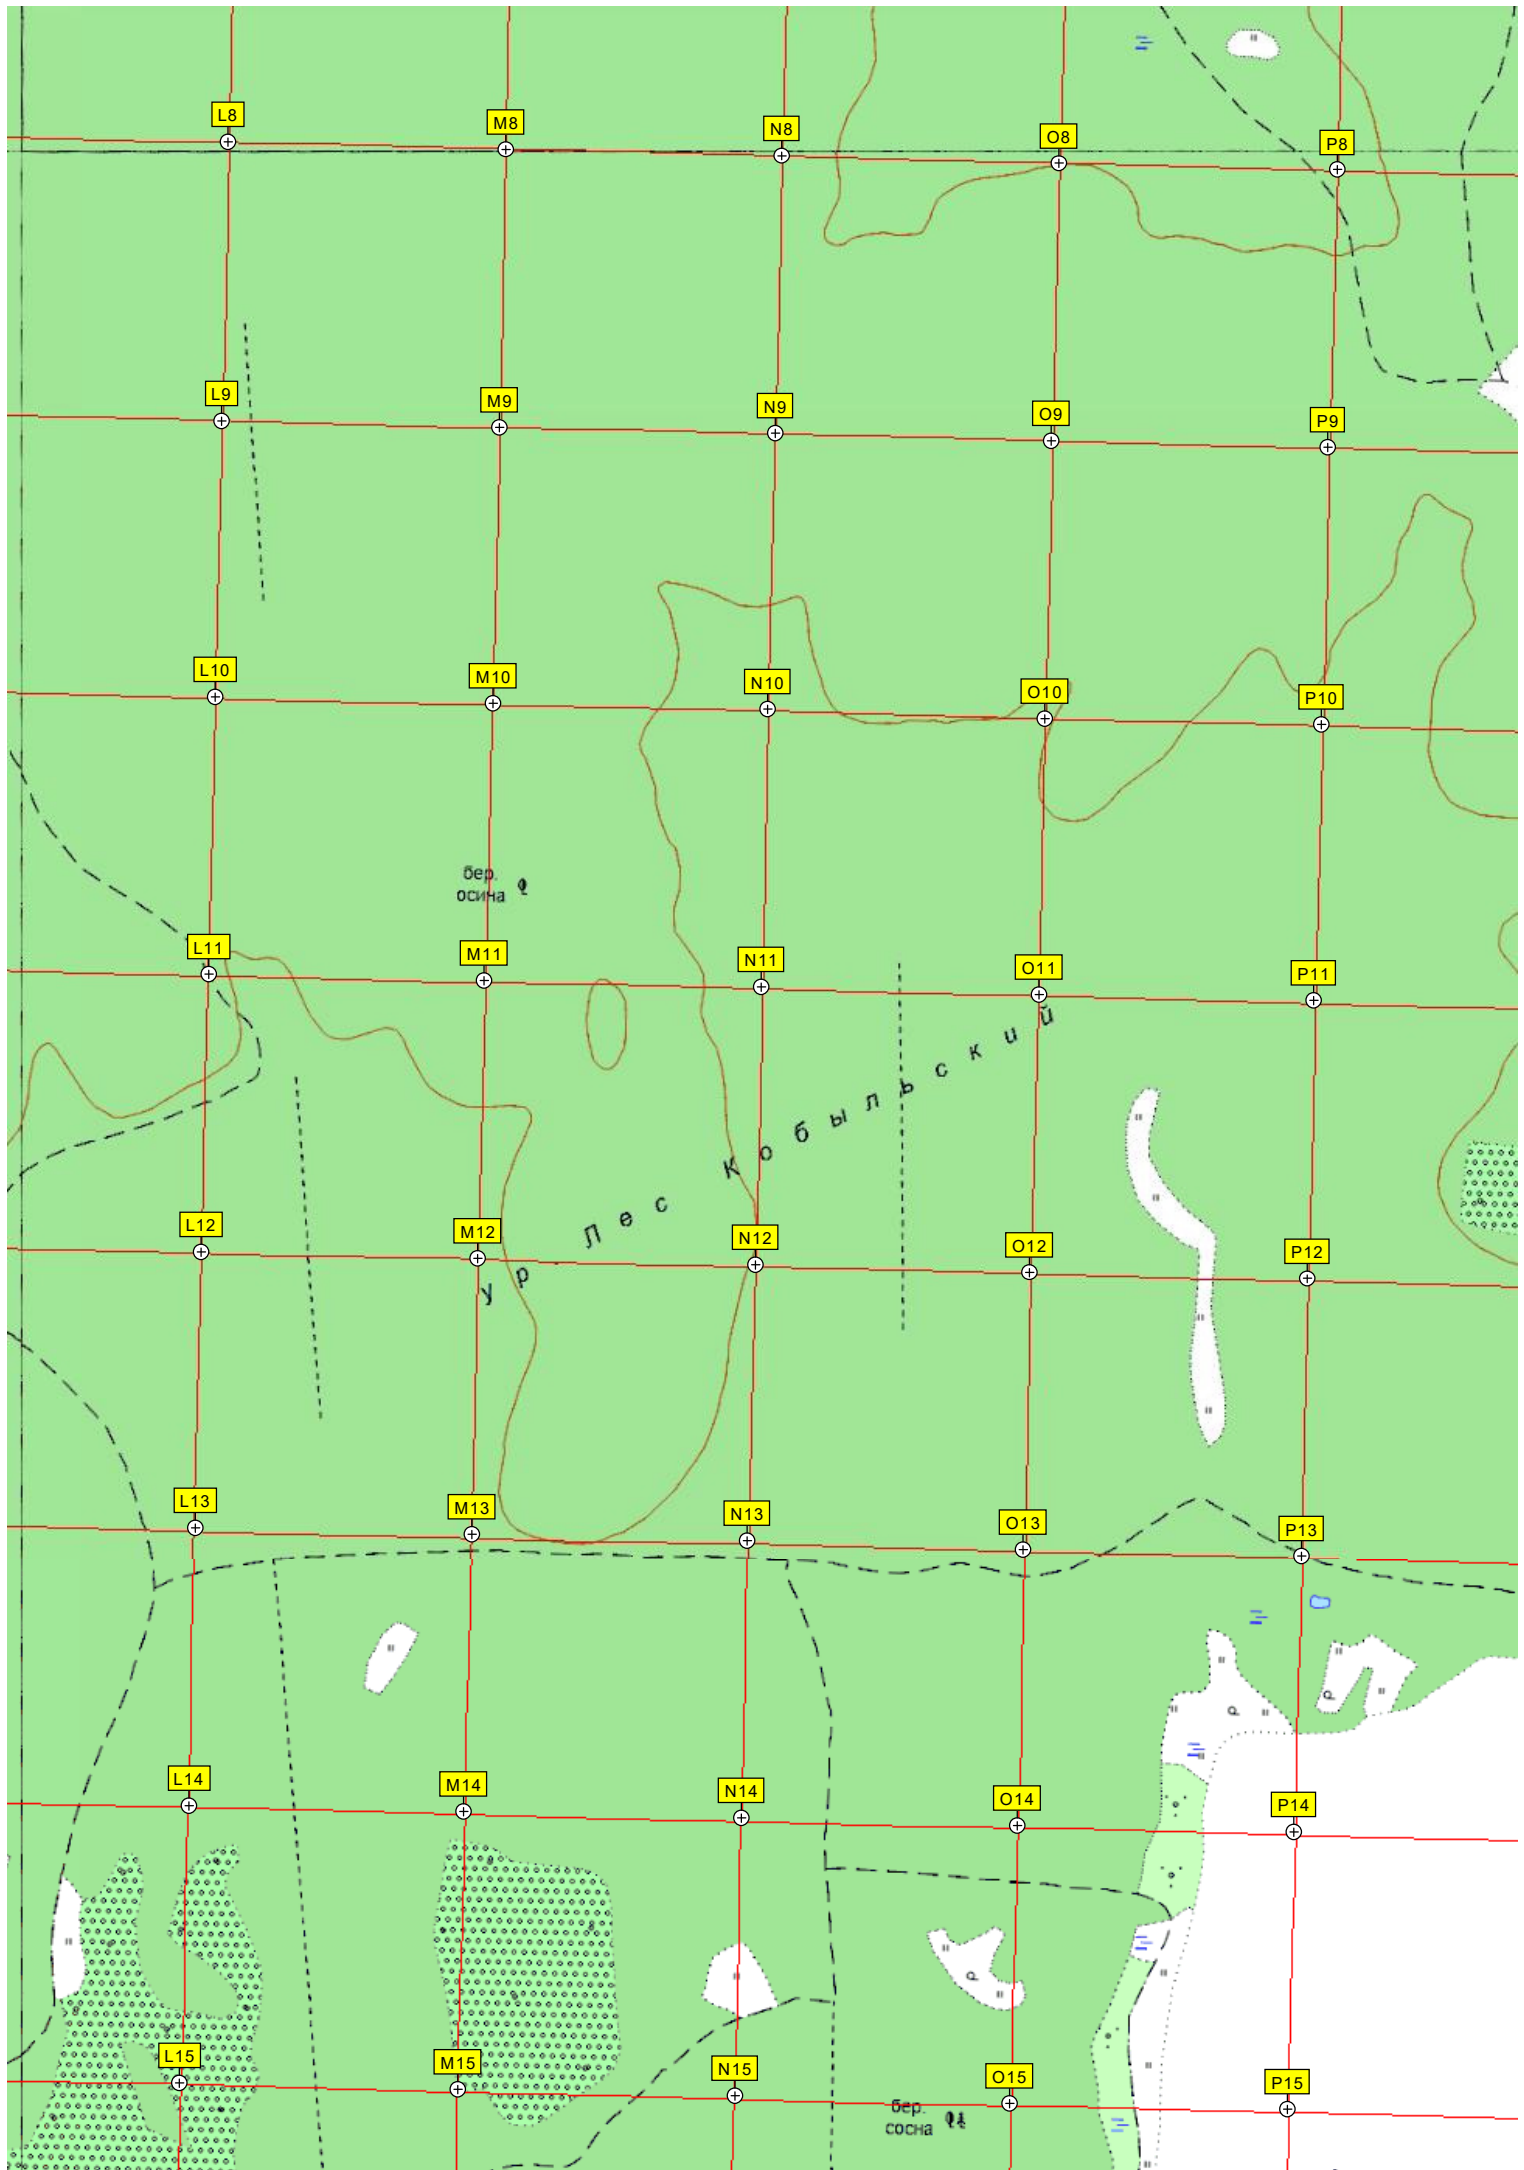 L8 M8 N8 O8 P8
L9 M9 N9 O9 P9
L10 M10 N10 O10 P10
бер.
осина
L11 M11 N11 O11 P11
ур. Лес Кобыльский
L12 M12 N12 O12 P12
L13 M13 N13 O13 P13
L14 M14 N14 O14 P14
L15 M15 N15 O15 P15
бер.
сосна